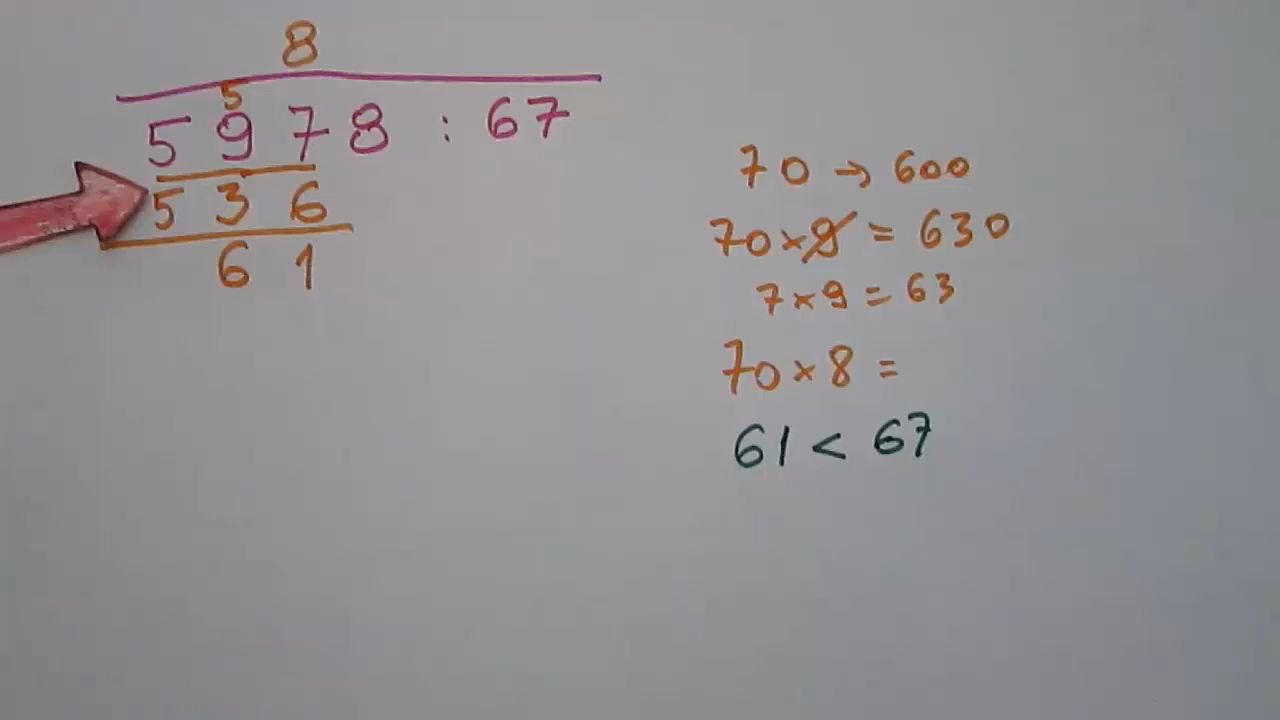 8
5
5978 : 67
536
61
70 → 600
70 × 9 = 630
7 × 9 = 63
70 × 8 =
61 < 67